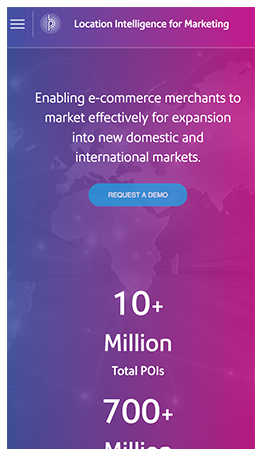 Location Intelligence for Marketing
Enabling e-commerce merchants to
market effectively for expansion
into new domestic and
international markets.
REQUEST A DEMO
10+
Million
Total POIs
700+
Million